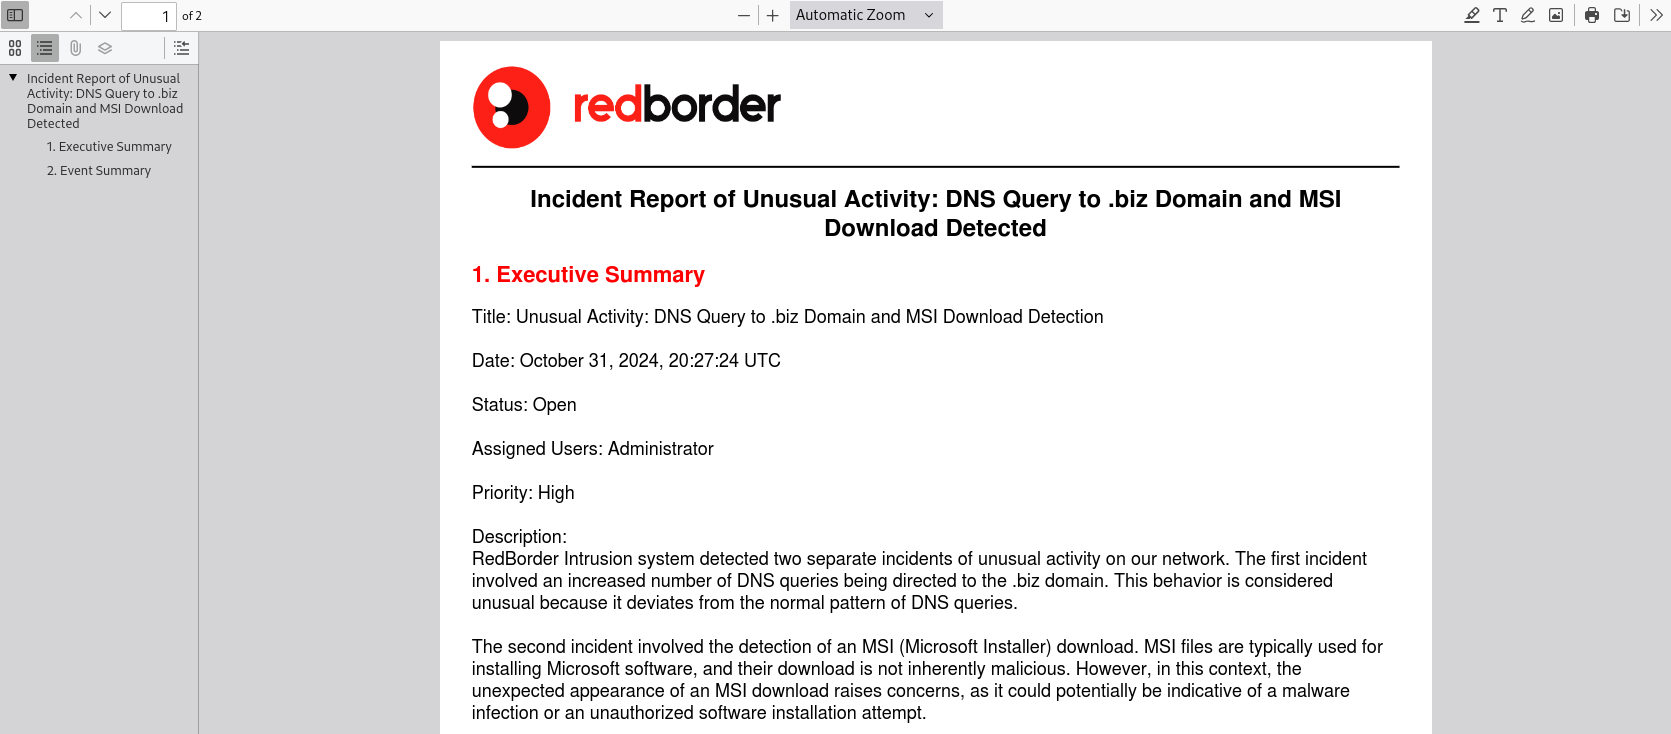 1
of 2
Automatic Zoom
Incident Report of Unusual
Activity: DNS Query to .biz
Domain and MSI Download
Detected
1. Executive Summary
2. Event Summary
redborder
Incident Report of Unusual Activity: DNS Query to .biz Domain and MSI
Download Detected
1. Executive Summary
Title: Unusual Activity: DNS Query to .biz Domain and MSI Download Detection
Date: October 31, 2024, 20:27:24 UTC
Status: Open
Assigned Users: Administrator
Priority: High
Description:
RedBorder Intrusion system detected two separate incidents of unusual activity on our network. The first incident
involved an increased number of DNS queries being directed to the .biz domain. This behavior is considered
unusual because it deviates from the normal pattern of DNS queries.
The second incident involved the detection of an MSI (Microsoft Installer) download. MSI files are typically used for
installing Microsoft software, and their download is not inherently malicious. However, in this context, the
unexpected appearance of an MSI download raises concerns, as it could potentially be indicative of a malware
infection or an unauthorized software installation attempt.